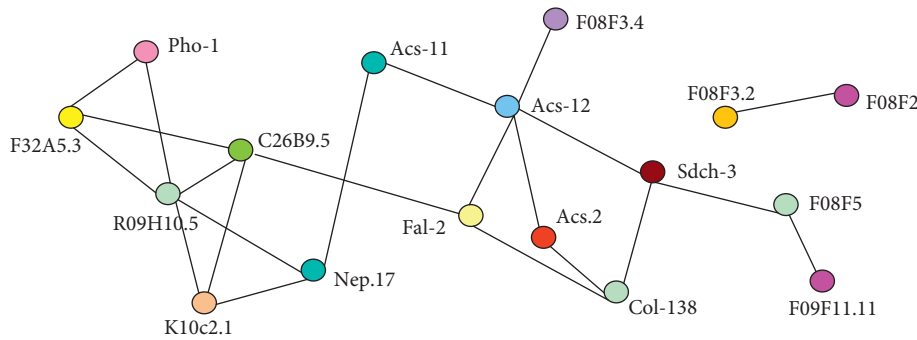 F08F3.4
Pho-1
Acs-11
Acs-12
F08F3.2
F08F2
F32A5.3
C26B9.5
Sdch-3
R09H10.5
Fal-2
Acs.2
F08F5
Nep.17
Col-138
F09F11.11
K10c2.1